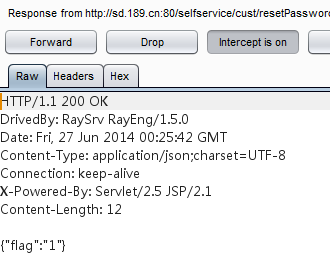 Response from http://sd.189.cn:80/selfservice/cust/resetPasswor
Forward Drop Intercept is on
Raw Headers Hex
HTTP/1.1 200 OK
DrivedBy: RaySrv RayEng/1.5.0
Date: Fri, 27 Jun 2014 00:25:42 GMT
Content-Type: application/json;charset=UTF-8
Connection: keep-alive
X-Powered-By: Servlet/2.5 JSP/2.1
Content-Length: 12
{"flag":"1"}